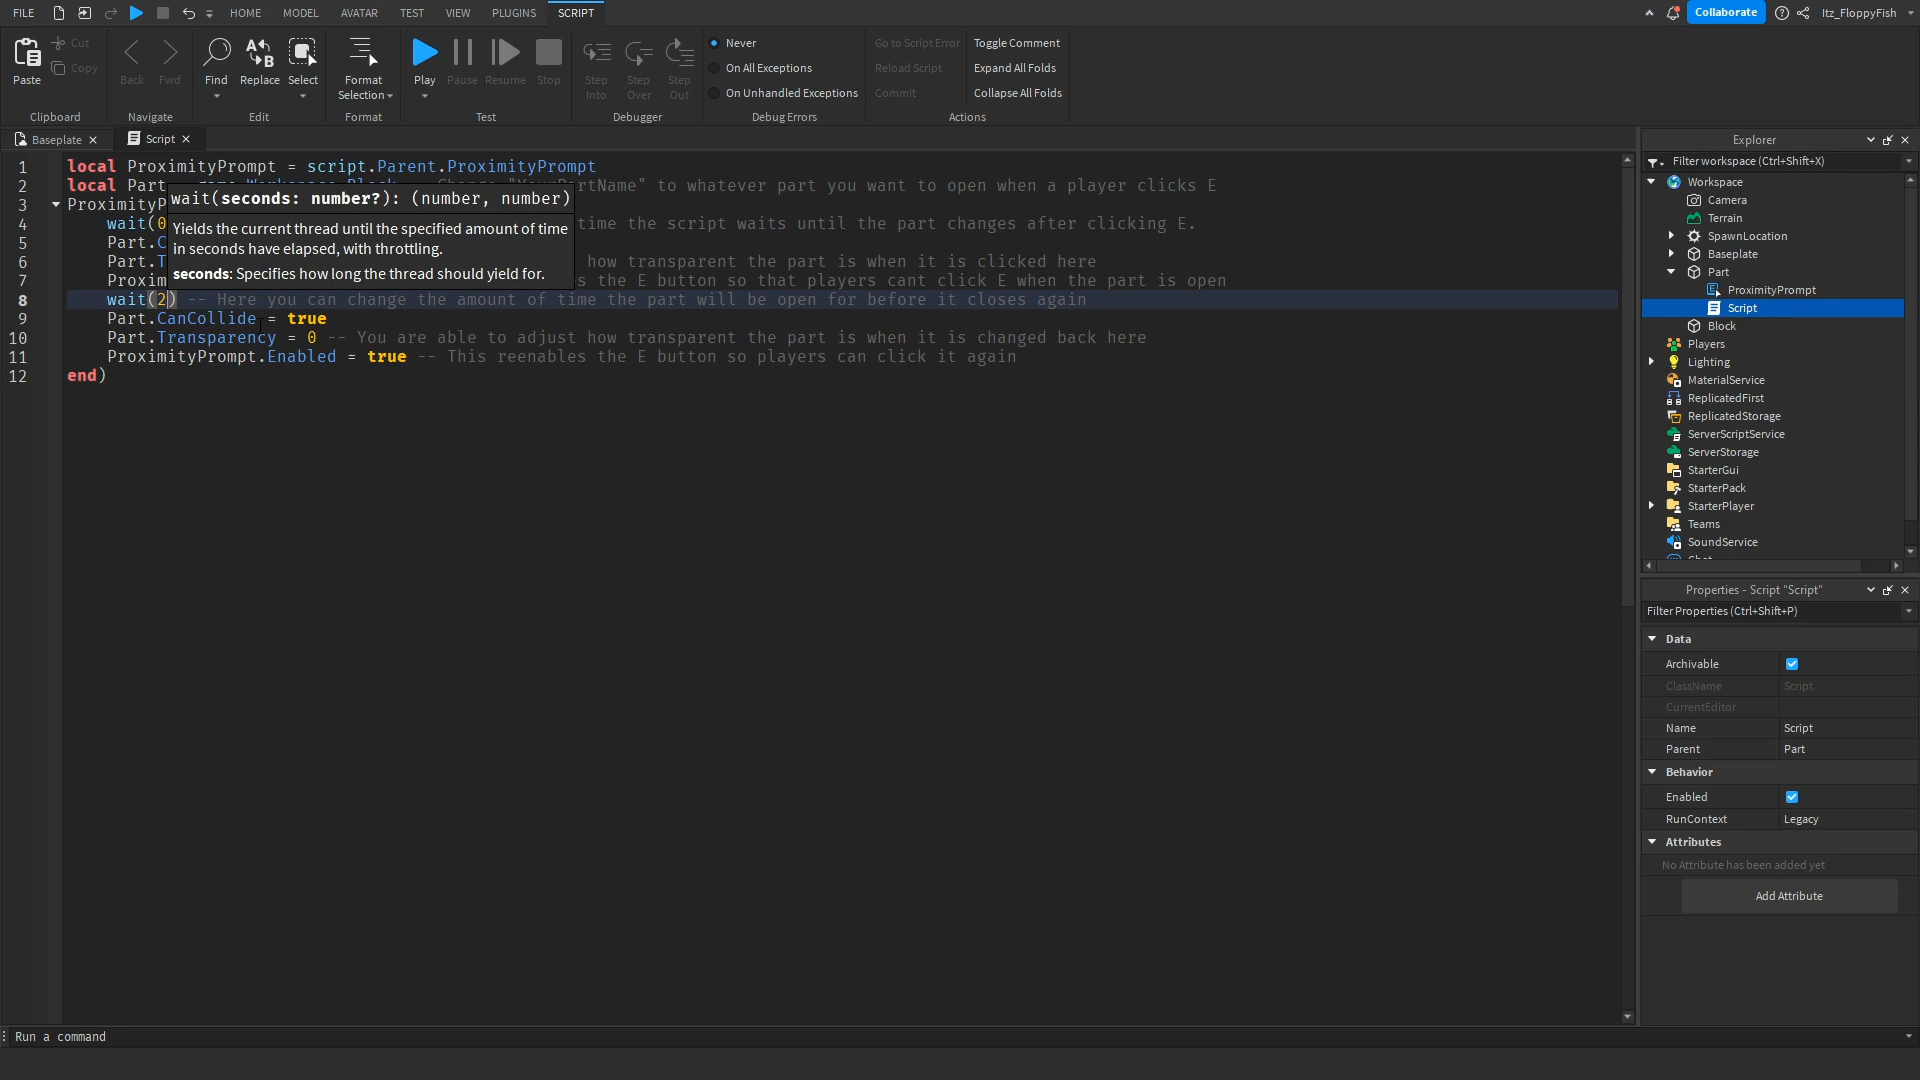 FILE HOME MODEL AVATAR TEST VIEW PLUGINS SCRIPT Collaborate Itz_FloppyFish
Paste Cut Copy Back Fwd Find Replace Select Format Selection Play Pause Resume Stop Step Into Step Over Step Out
Never
On All Exceptions
On Unhandled Exceptions
Go to Script Error
Reload Script
Commit
Toggle Comment
Expand All Folds
Collapse All Folds
Clipboard Navigate Edit Format Test Debugger Debug Errors Actions
Baseplate Script
1 local ProximityPrompt = script.Parent.ProximityPrompt
2 local Part rtName" to whatever part you want to open when a player clicks E
wait(seconds: number?): (number, number)
Yields the current thread until the specified amount of time
in seconds have elapsed, with throttling.
seconds: Specifies how long the thread should yield for.
3 ProximityP
4 wait(0 time the script waits until the part changes after clicking E.
5 Part.C
6 Part.T how transparent the part is when it is clicked here
7 Proxim s the E button so that players cant click E when the part is open
8 wait(2) -- Here you can change the amount of time the part will be open for before it closes again
9 Part.CanCollide = true
10 Part.Transparency = 0 -- You are able to adjust how transparent the part is when it is changed back here
11 ProximityPrompt.Enabled = true -- This reenables the E button so players can click it again
12 end)
Explorer
Filter workspace (Ctrl+Shift+X)
Workspace
Camera
Terrain
SpawnLocation
Baseplate
Part
ProximityPrompt
Script
Block
Players
Lighting
MaterialService
ReplicatedFirst
ReplicatedStorage
ServerScriptService
ServerStorage
StarterGui
StarterPack
StarterPlayer
Teams
SoundService
Properties - Script "Script"
Filter Properties (Ctrl+Shift+P)
Data
Archivable
ClassName Script
CurrentEditor
Name Script
Parent Part
Behavior
Enabled
RunContext Legacy
Attributes
No Attribute has been added yet
Add Attribute
Run a command